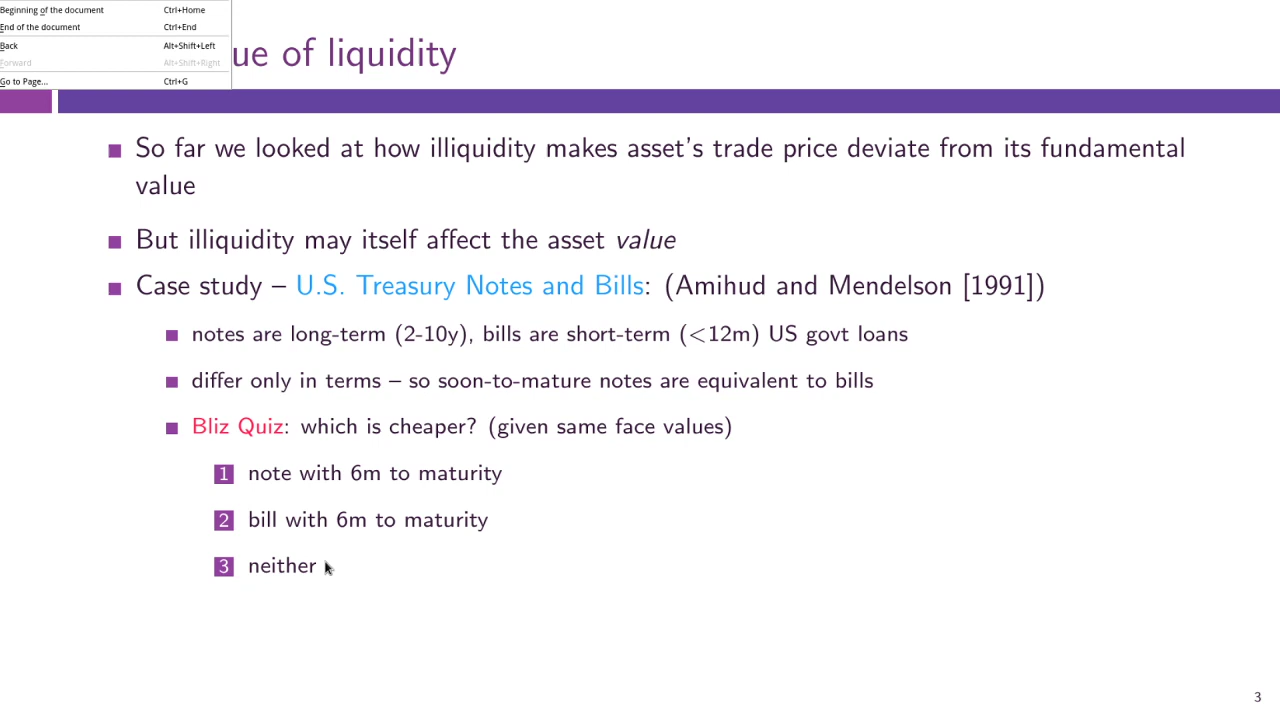 Beginning of the document Ctrl+Home
End of the document Ctrl+End
Back Alt+Shift+Left
Forward Alt+Shift+Right
Go to Page... Ctrl+G
ue of liquidity
So far we looked at how illiquidity makes asset's trade price deviate from its fundamental
value
But illiquidity may itself affect the asset value
Case study – U.S. Treasury Notes and Bills: (Amihud and Mendelson [1991])
notes are long-term (2-10y), bills are short-term (<12m) US govt loans
differ only in terms – so soon-to-mature notes are equivalent to bills
Bliz Quiz: which is cheaper? (given same face values)
1 note with 6m to maturity
2 bill with 6m to maturity
3 neither
3